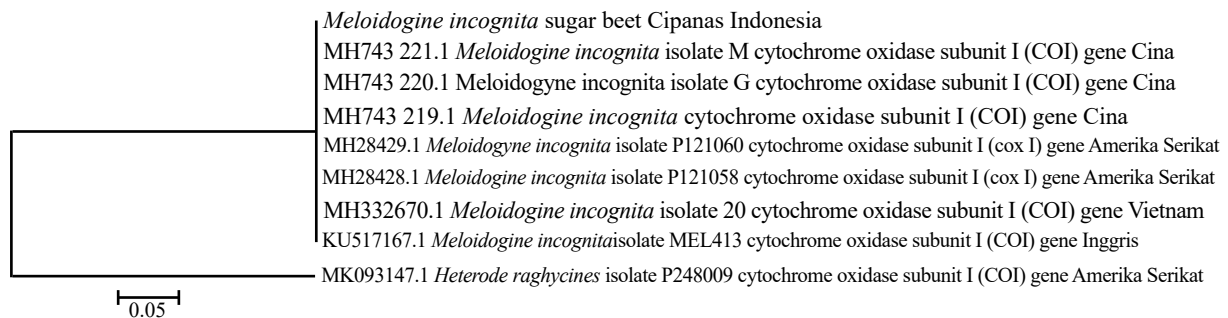 Meloidogine incognita sugar beet Cipanas Indonesia
MH743 221.1 Meloidogine incognita isolate M cytochrome oxidase subunit I (COI) gene Cina
MH743 220.1 Meloidogyne incognita isolate G cytochrome oxidase subunit I (COI) gene Cina
MH743 219.1 Meloidogine incognita cytochrome oxidase subunit I (COI) gene Cina
MH28429.1 Meloidogyne incognita isolate P121060 cytochrome oxidase subunit I (cox I) gene Amerika Serikat
MH28428.1 Meloidogine incognita isolate P121058 cytochrome oxidase subunit I (cox I) gene Amerika Serikat
MH332670.1 Meloidogine incognita isolate 20 cytochrome oxidase subunit I (COI) gene Vietnam
KU517167.1 Meloidogine incognitaisolate MEL413 cytochrome oxidase subunit I (COI) gene Inggris
MK093147.1 Heterode raghycines isolate P248009 cytochrome oxidase subunit I (COI) gene Amerika Serikat
0.05